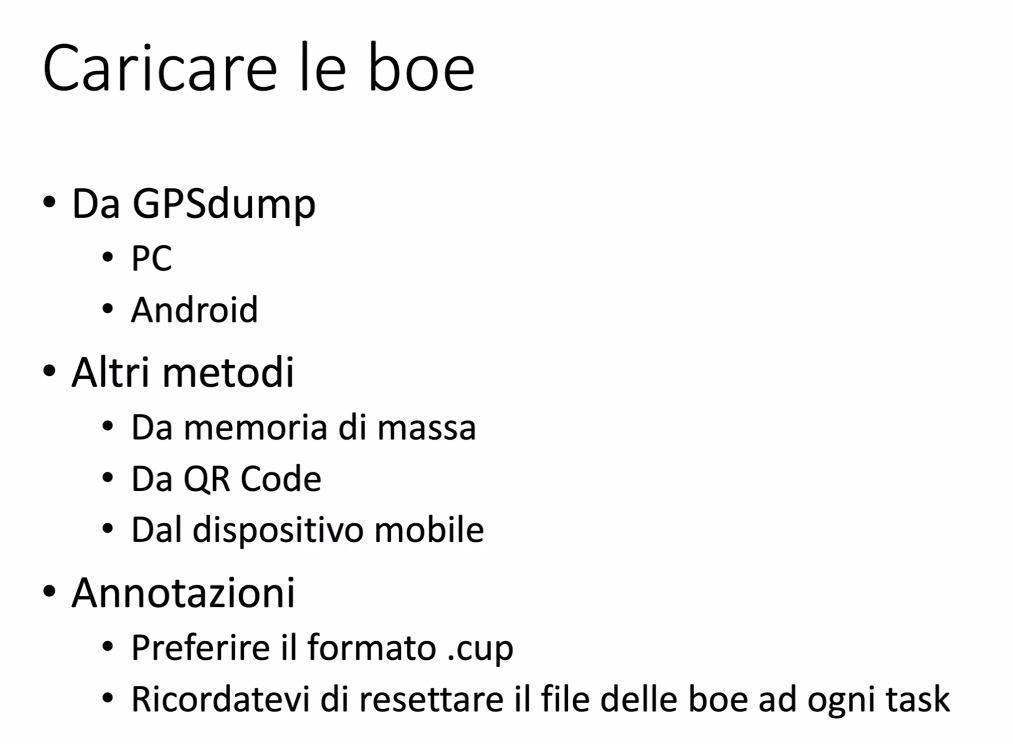 Caricare le boe
• Da GPSdump
• PC
• Android
• Altri metodi
• Da memoria di massa
• Da QR Code
• Dal dispositivo mobile
• Annotazioni
• Preferire il formato .cup
• Ricordatevi di resettare il file delle boe ad ogni task